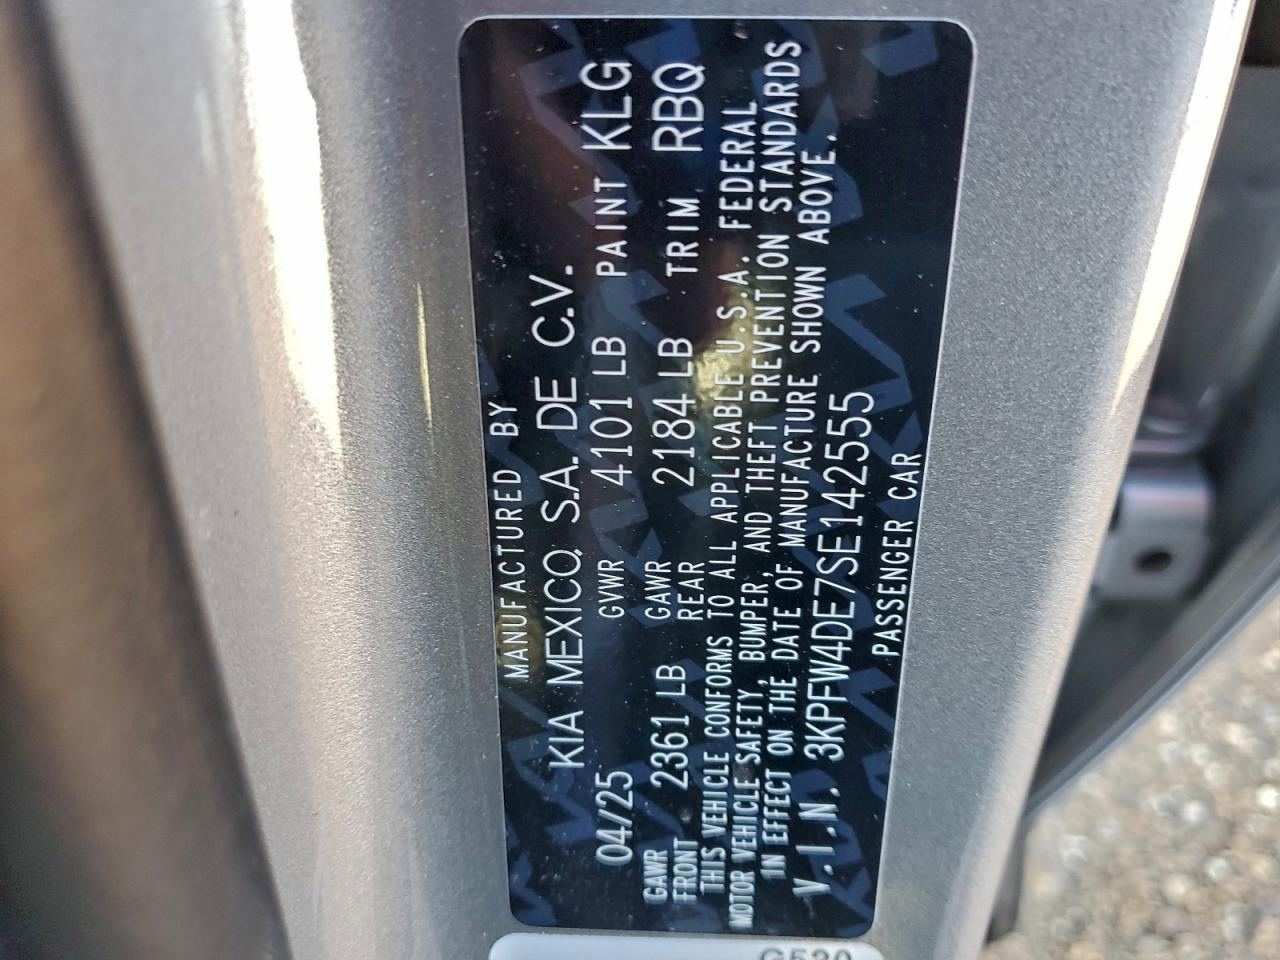 MANUFACTURED BY
KIA MEXICO, S.A. DE C.V.
04/25 GVWR 4101 LB PAINT KLG
GAWR FRONT 2361 LB GAWR REAR 2184 LB TRIM RBQ
THIS VEHICLE CONFORMS TO ALL APPLICABLE U.S.A. FEDERAL
MOTOR VEHICLE SAFETY, BUMPER, AND THEFT PREVENTION STANDARDS
IN EFFECT ON THE DATE OF MANUFACTURE SHOWN ABOVE.
V.I.N. 3KPFW4DE7SE142555
PASSENGER CAR